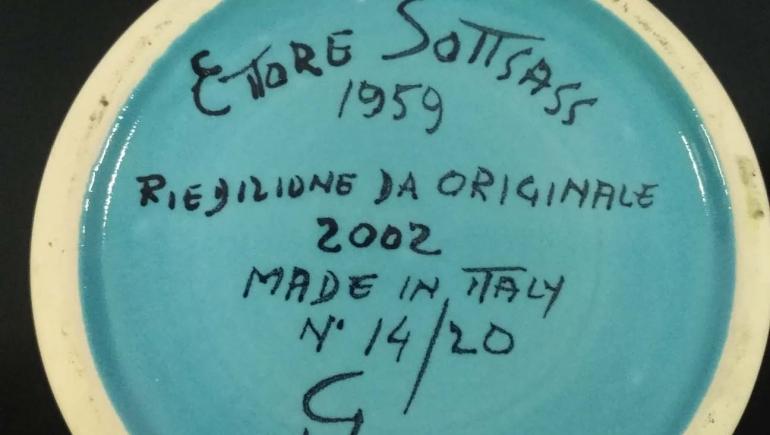 ETTORE SOTTSASS
1959
RIEDIZIONE DA ORIGINALE
2002
MADE IN ITALY
N° 14/20